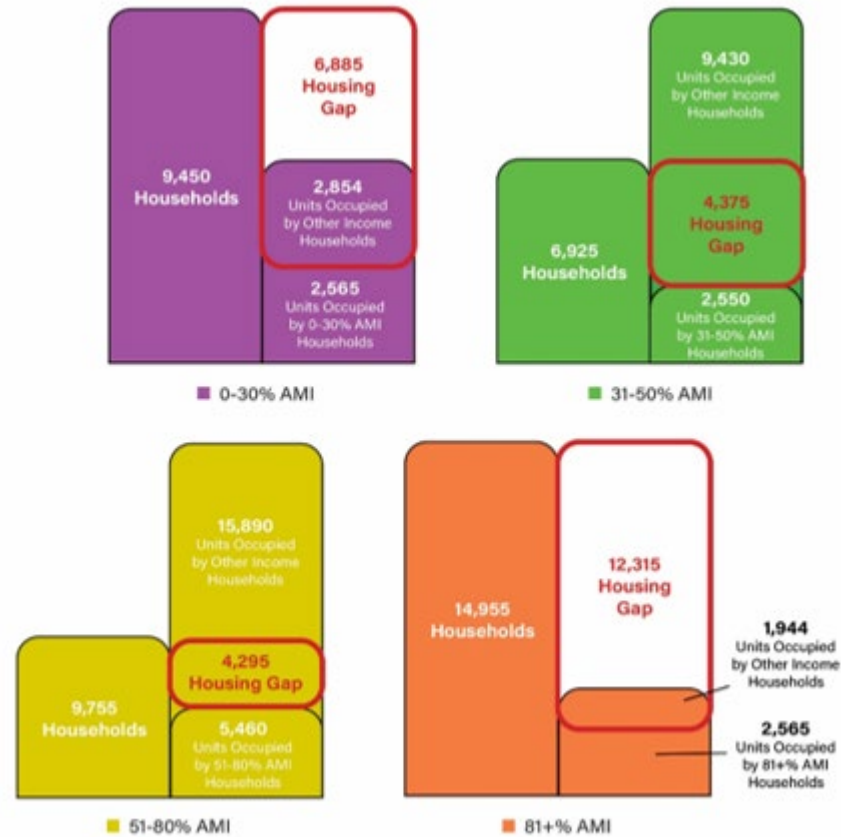 9,450
Households
6,885
Housing
Gap
2,854
Units Occupied
by Other Income
Households
2,565
Units Occupied
by 0-30% AMI
Households
0-30% AMI
6,925
Households
9,430
Units Occupied
by Other Income
Households
4,375
Housing
Gap
2,550
Units Occupied
by 31-50% AMI
Households
31-50% AMI
9,755
Households
15,890
Units Occupied
by Other Income
Households
4,295
Housing Gap
5,460
Units Occupied
by 51-80% AMI
Households
51-80% AMI
14,955
Households
12,315
Housing
Gap
1,944
Units Occupied
by Other Income
Households
2,565
Units Occupied
by 81+% AMI
Households
81+% AMI